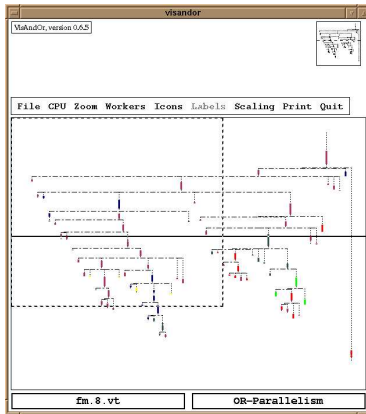 visandor
VisAndOr, version 0.6.5
File CPU Zoom Workers Icons Labels Scaling Print Quit
fm.8.vt
OR-Parallelism